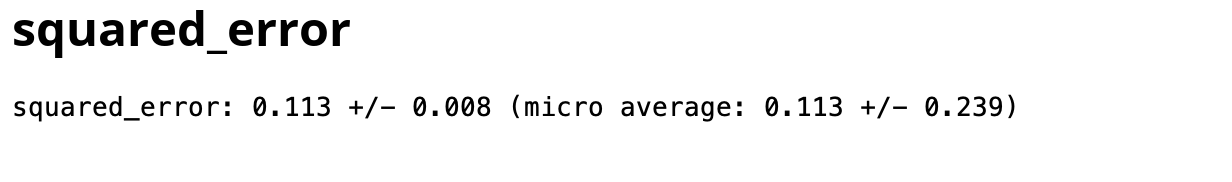 squared_error
squared_error: 0.113 +/- 0.008 (micro average: 0.113 +/- 0.239)